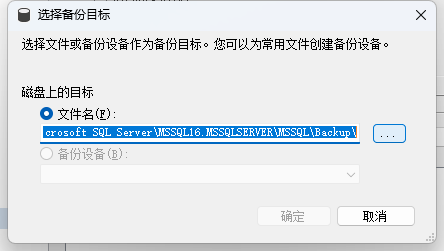 选择备份目标
选择文件或备份设备作为备份目标。您可以为常用文件创建备份设备。
磁盘上的目标
文件名(F):
crosoft SQL Server\MSSQL16.MSSQLSERVER\MSSQL\Backup\
...
备份设备(B):
确定
取消